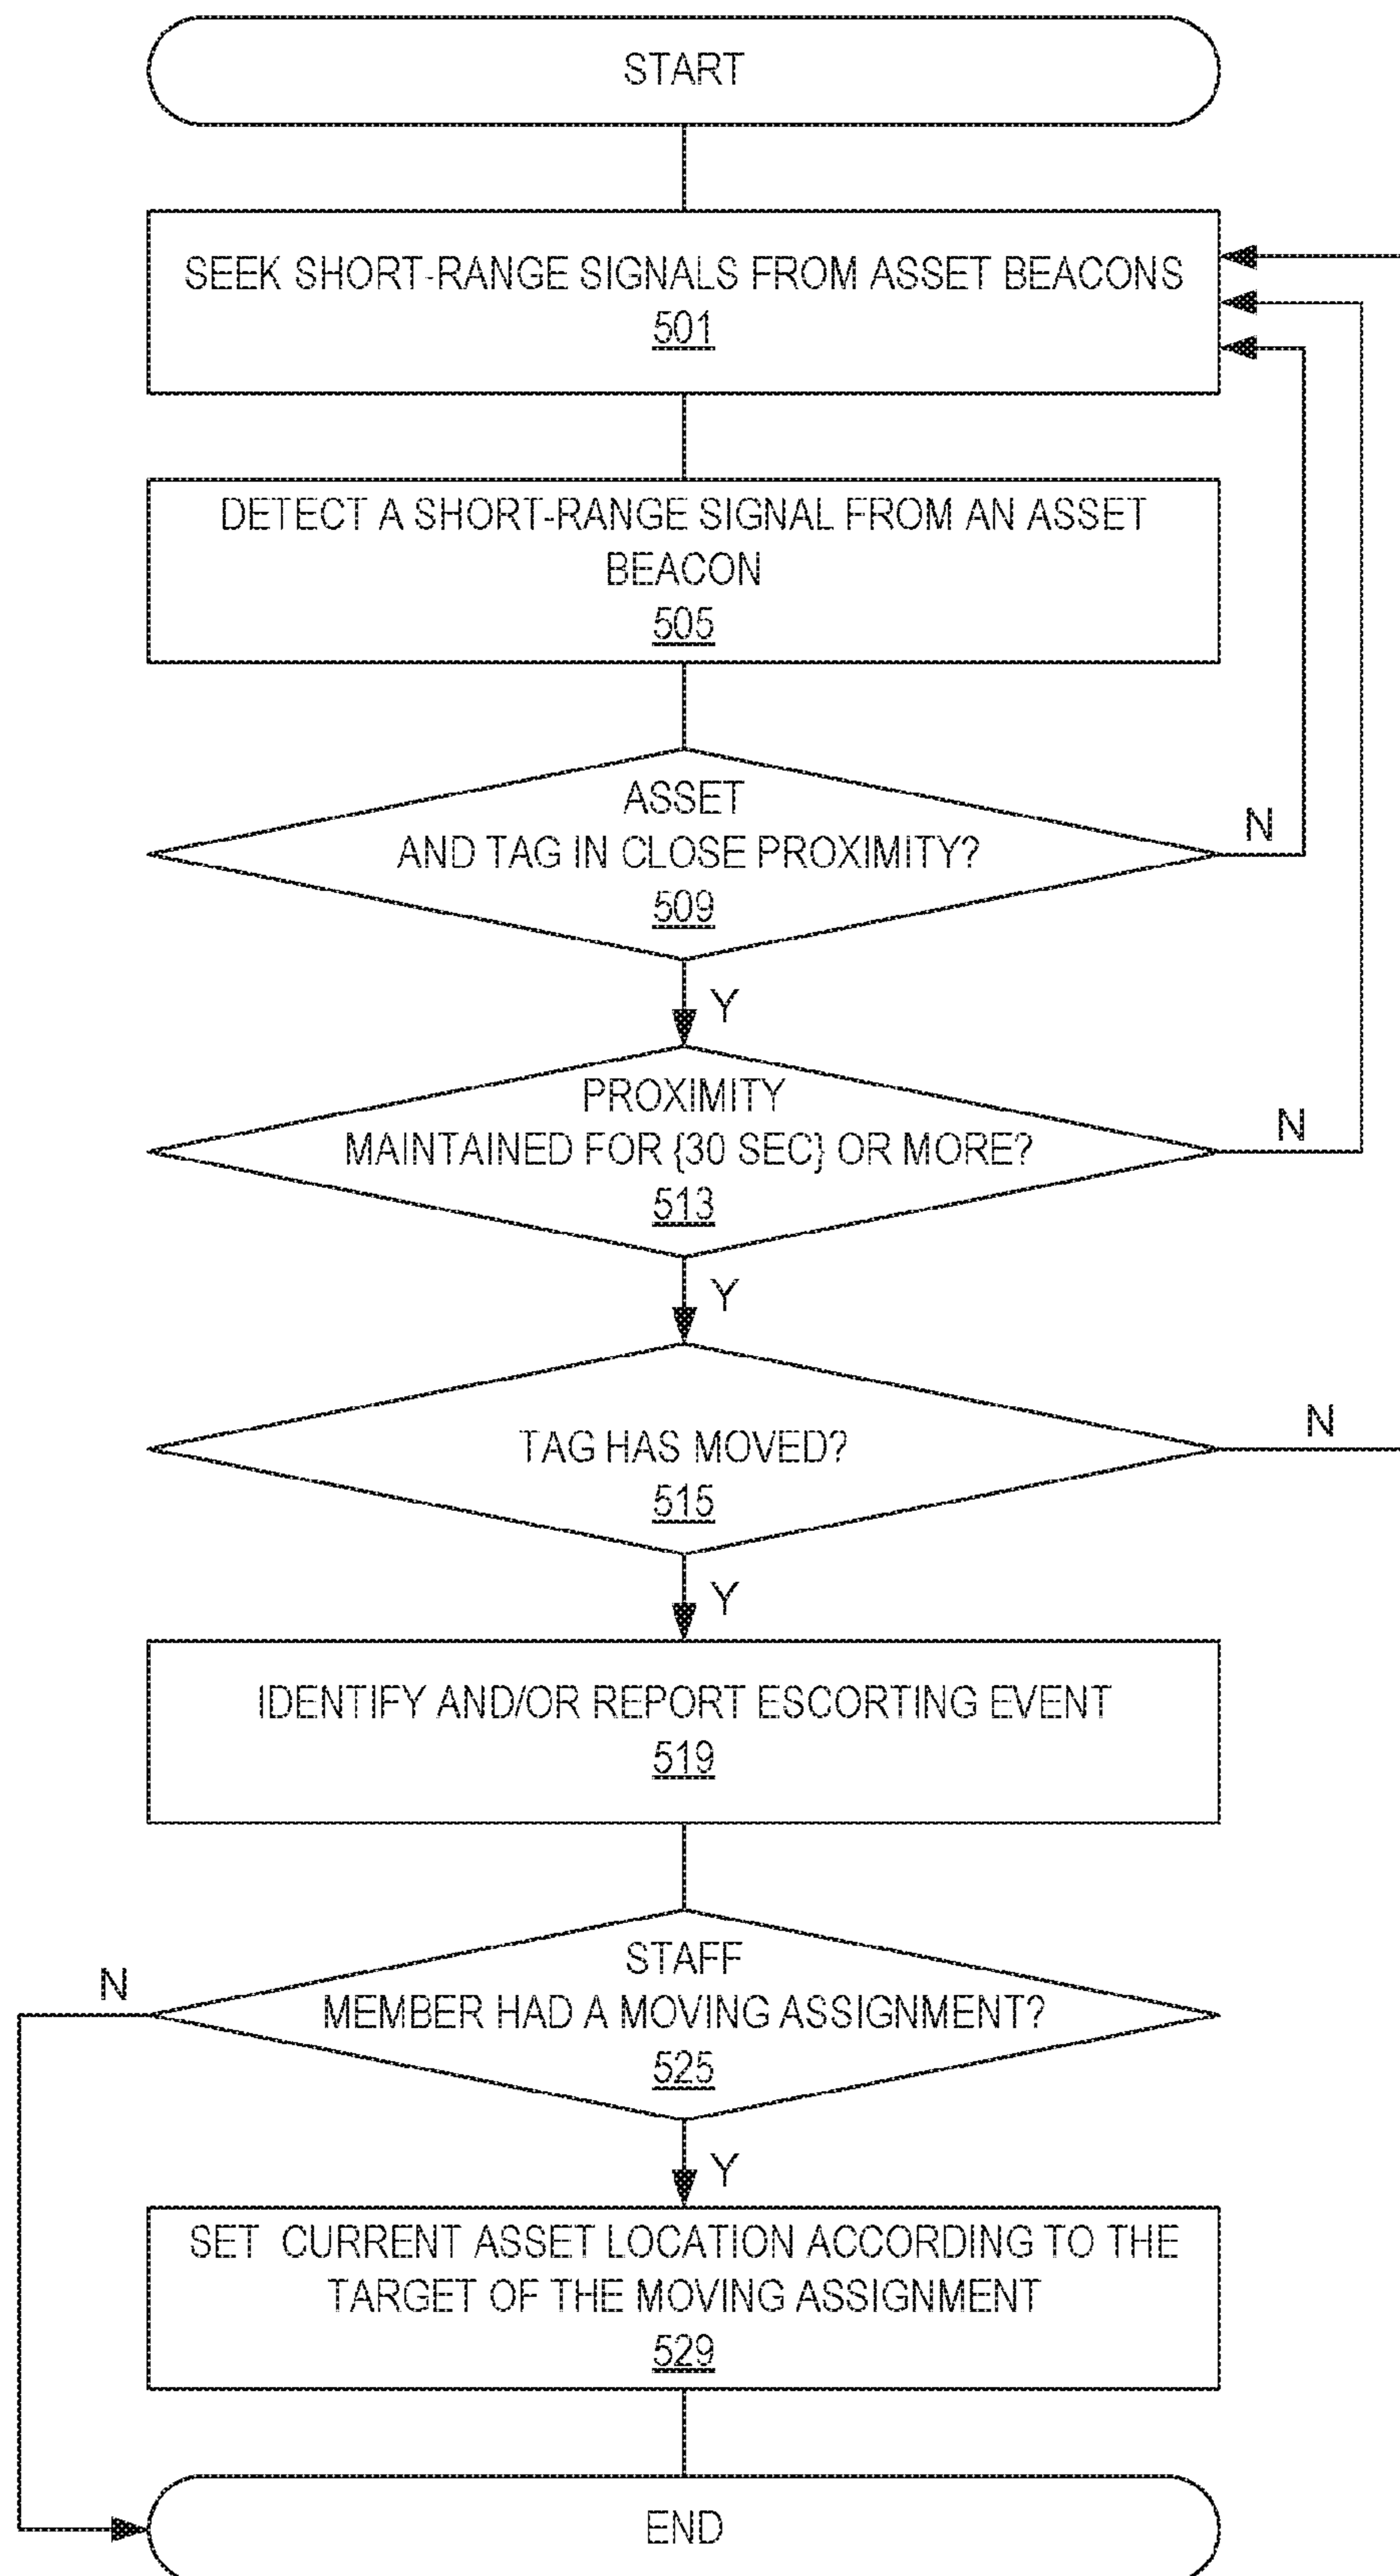 START
SEEK SHORT-RANGE SIGNALS FROM ASSET BEACONS
501
DETECT A SHORT-RANGE SIGNAL FROM AN ASSET
BEACON
505
ASSET
AND TAG IN CLOSE PROXIMITY?
509
N
Y
PROXIMITY
MAINTAINED FOR {30 SEC} OR MORE?
513
N
Y
TAG HAS MOVED?
515
N
Y
IDENTIFY AND/OR REPORT ESCORTING EVENT
519
STAFF
MEMBER HAD A MOVING ASSIGNMENT?
525
N
Y
SET CURRENT ASSET LOCATION ACCORDING TO THE
TARGET OF THE MOVING ASSIGNMENT
529
END